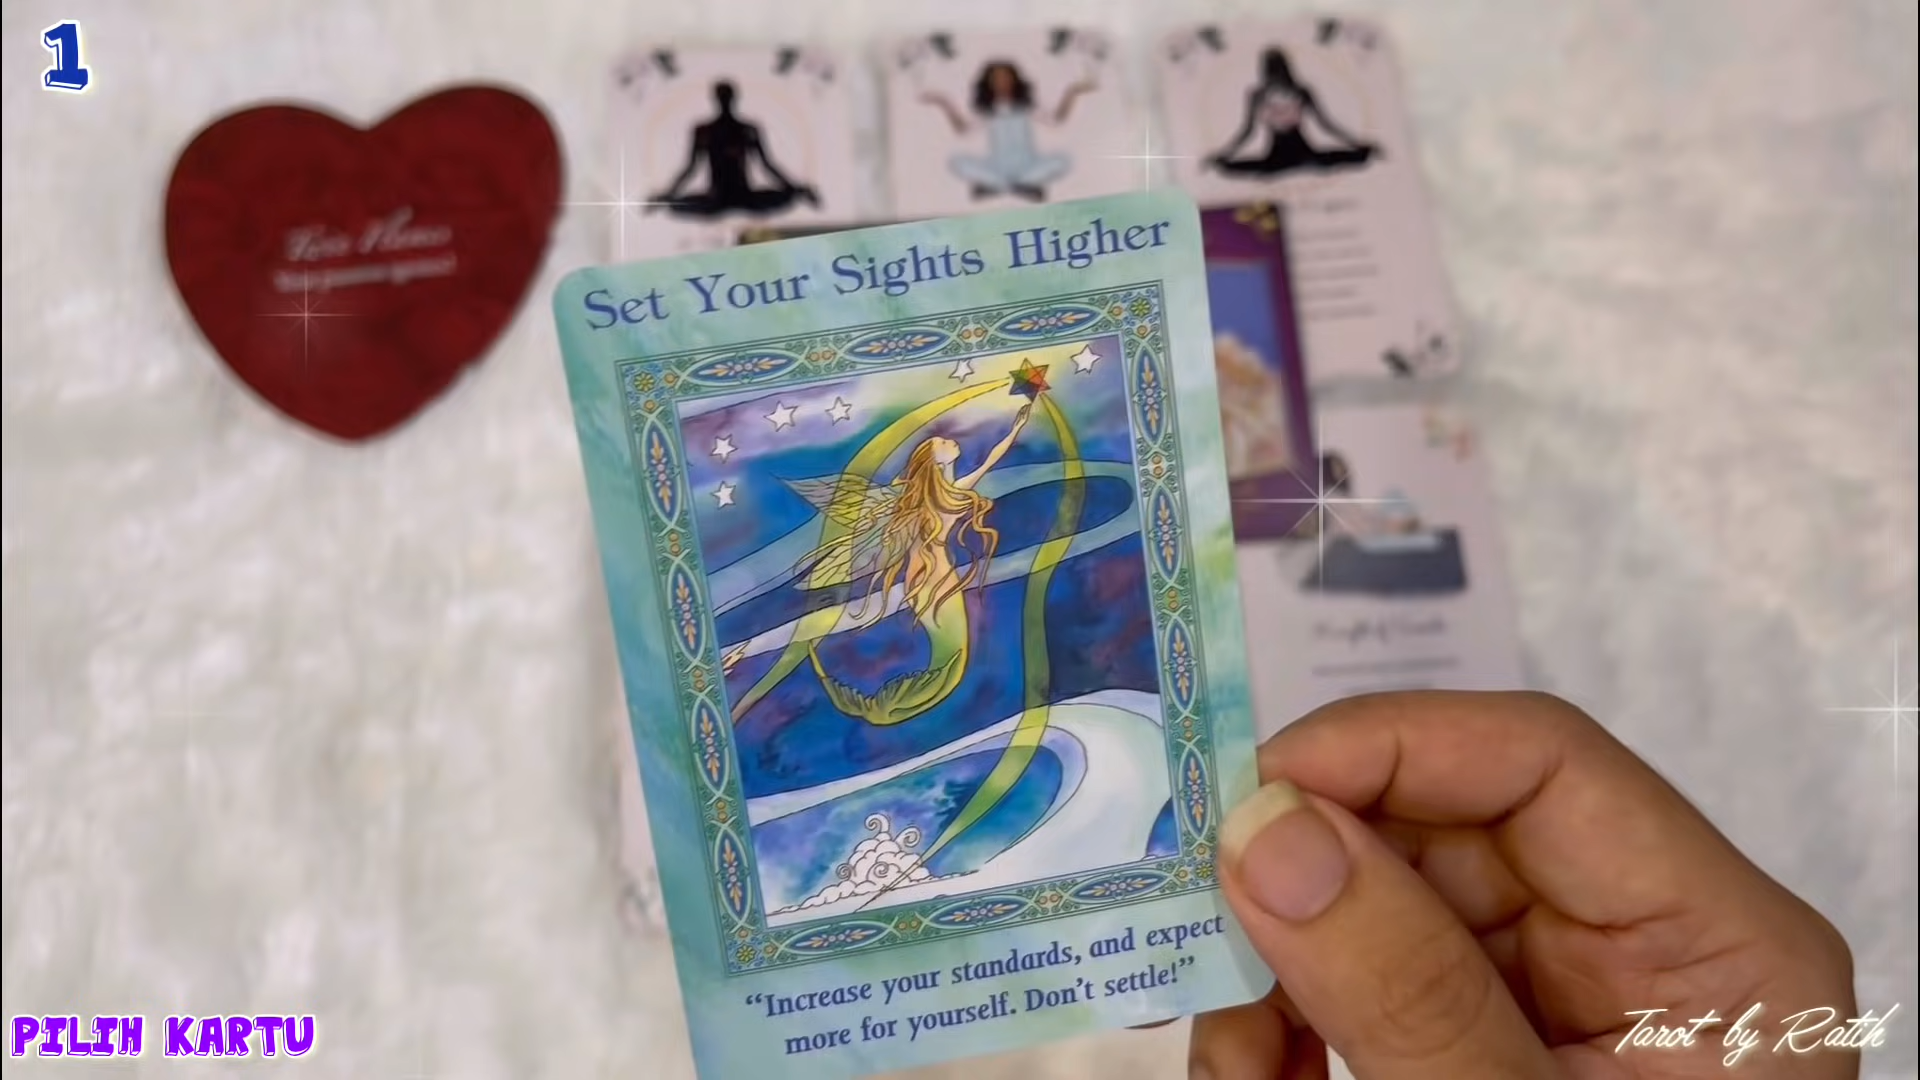 1
Set Your Sights Higher
"Increase your standards, and expect
more for yourself. Don't settle!"
PILIH KARTU
Tarot by Ratih